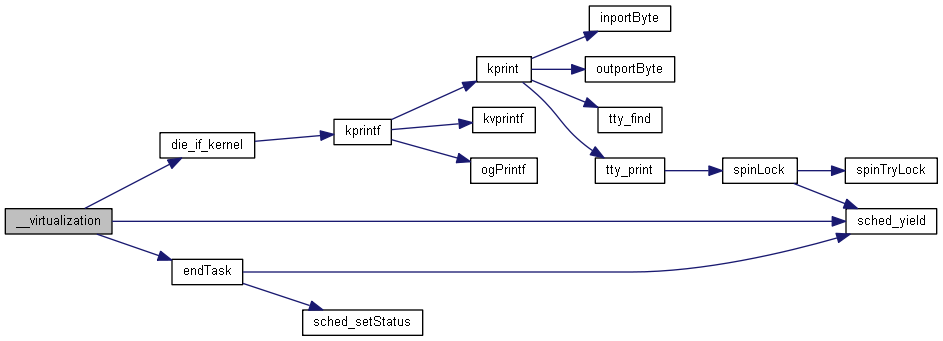 inportByte
kprint
outportByte
kvprintf
tty_find
kprintf
die_if_kernel
ogPrintf
tty_print
spinLock
spinTryLock
__virtualization
sched_yield
endTask
sched_setStatus